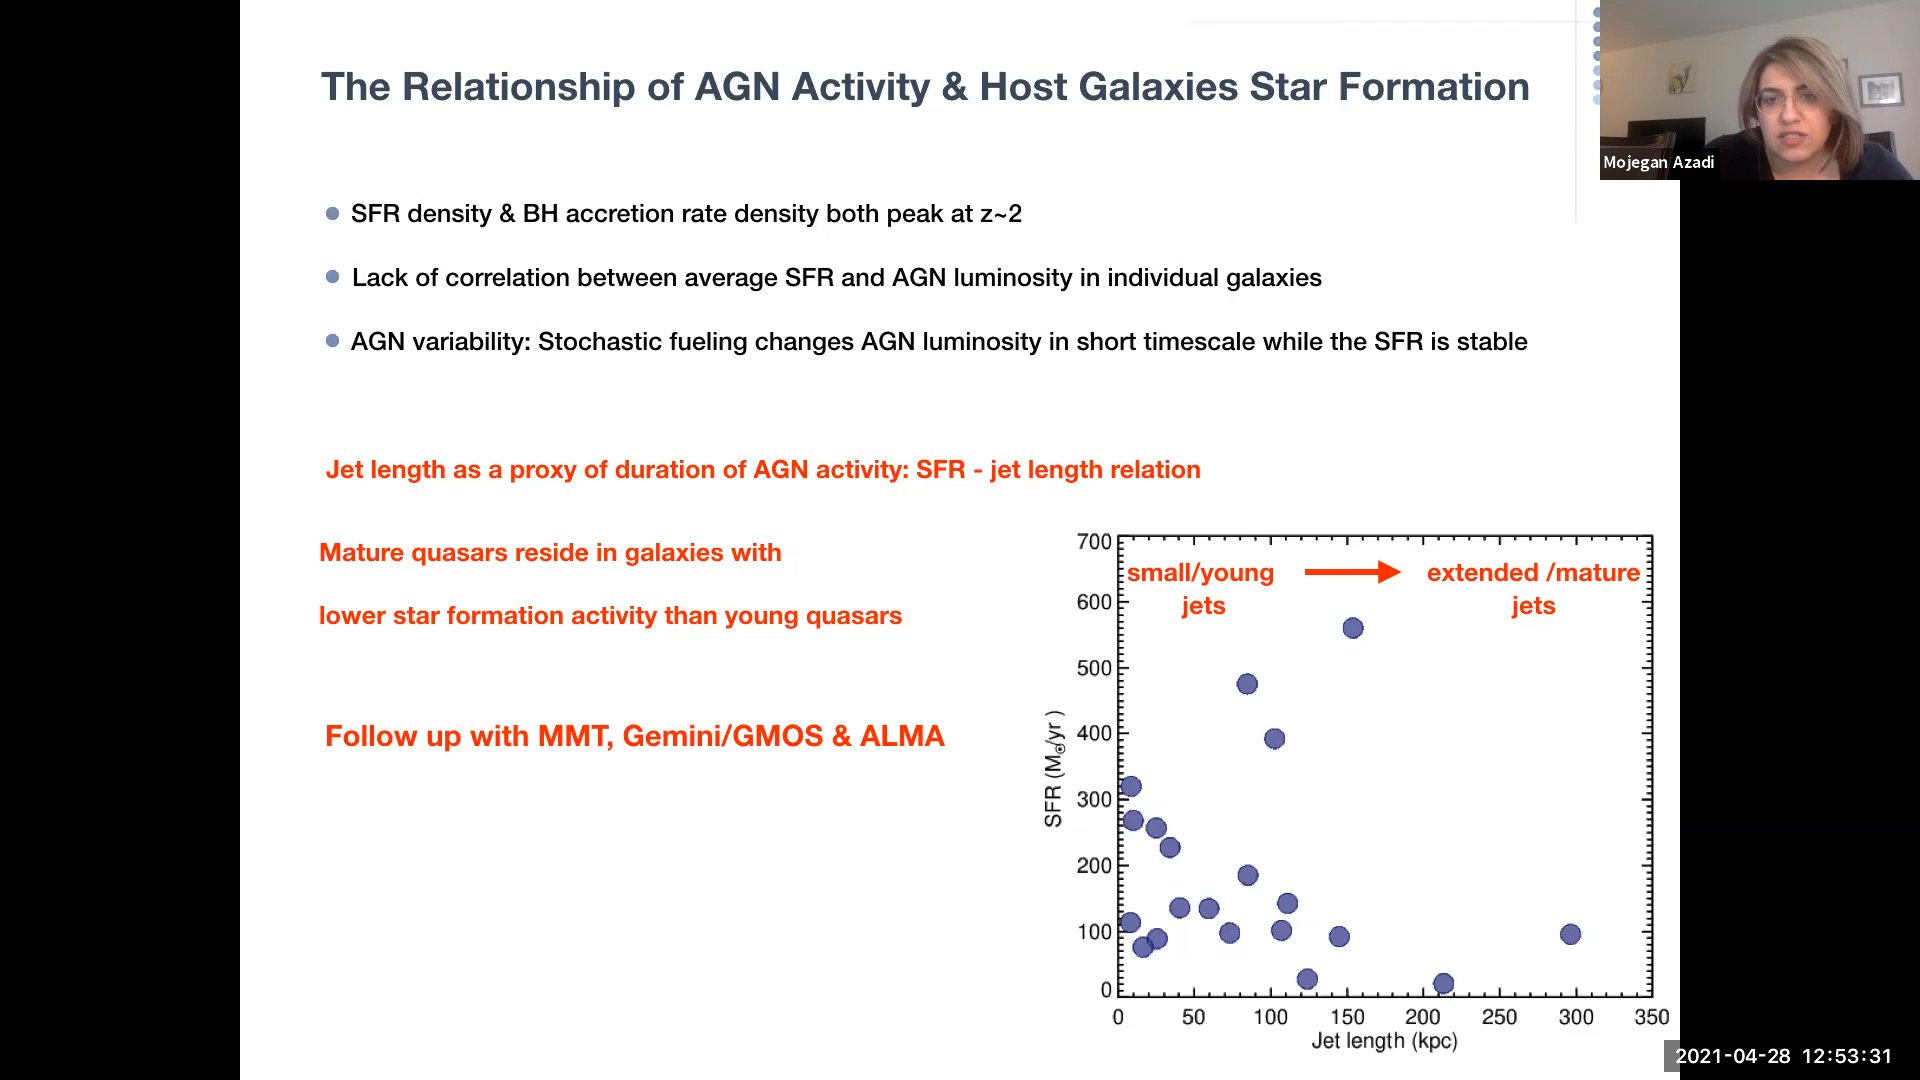 The Relationship of AGN Activity & Host Galaxies Star Formation
Mojegan Azadi
SFR density & BH accretion rate density both peak at z~2
Lack of correlation between average SFR and AGN luminosity in individual galaxies
AGN variability: Stochastic fueling changes AGN luminosity in short timescale while the SFR is stable
Jet length as a proxy of duration of AGN activity: SFR - jet length relation
Mature quasars reside in galaxies with
lower star formation activity than young quasars
Follow up with MMT, Gemini/GMOS & ALMA
small/young
jets
extended /mature
jets
700
600
500
400
300
200
100
0
SFR (M⊙/yr )
0 50 100 150 200 250 300 350
Jet length (kpc)
2021-04-28 12:53:31